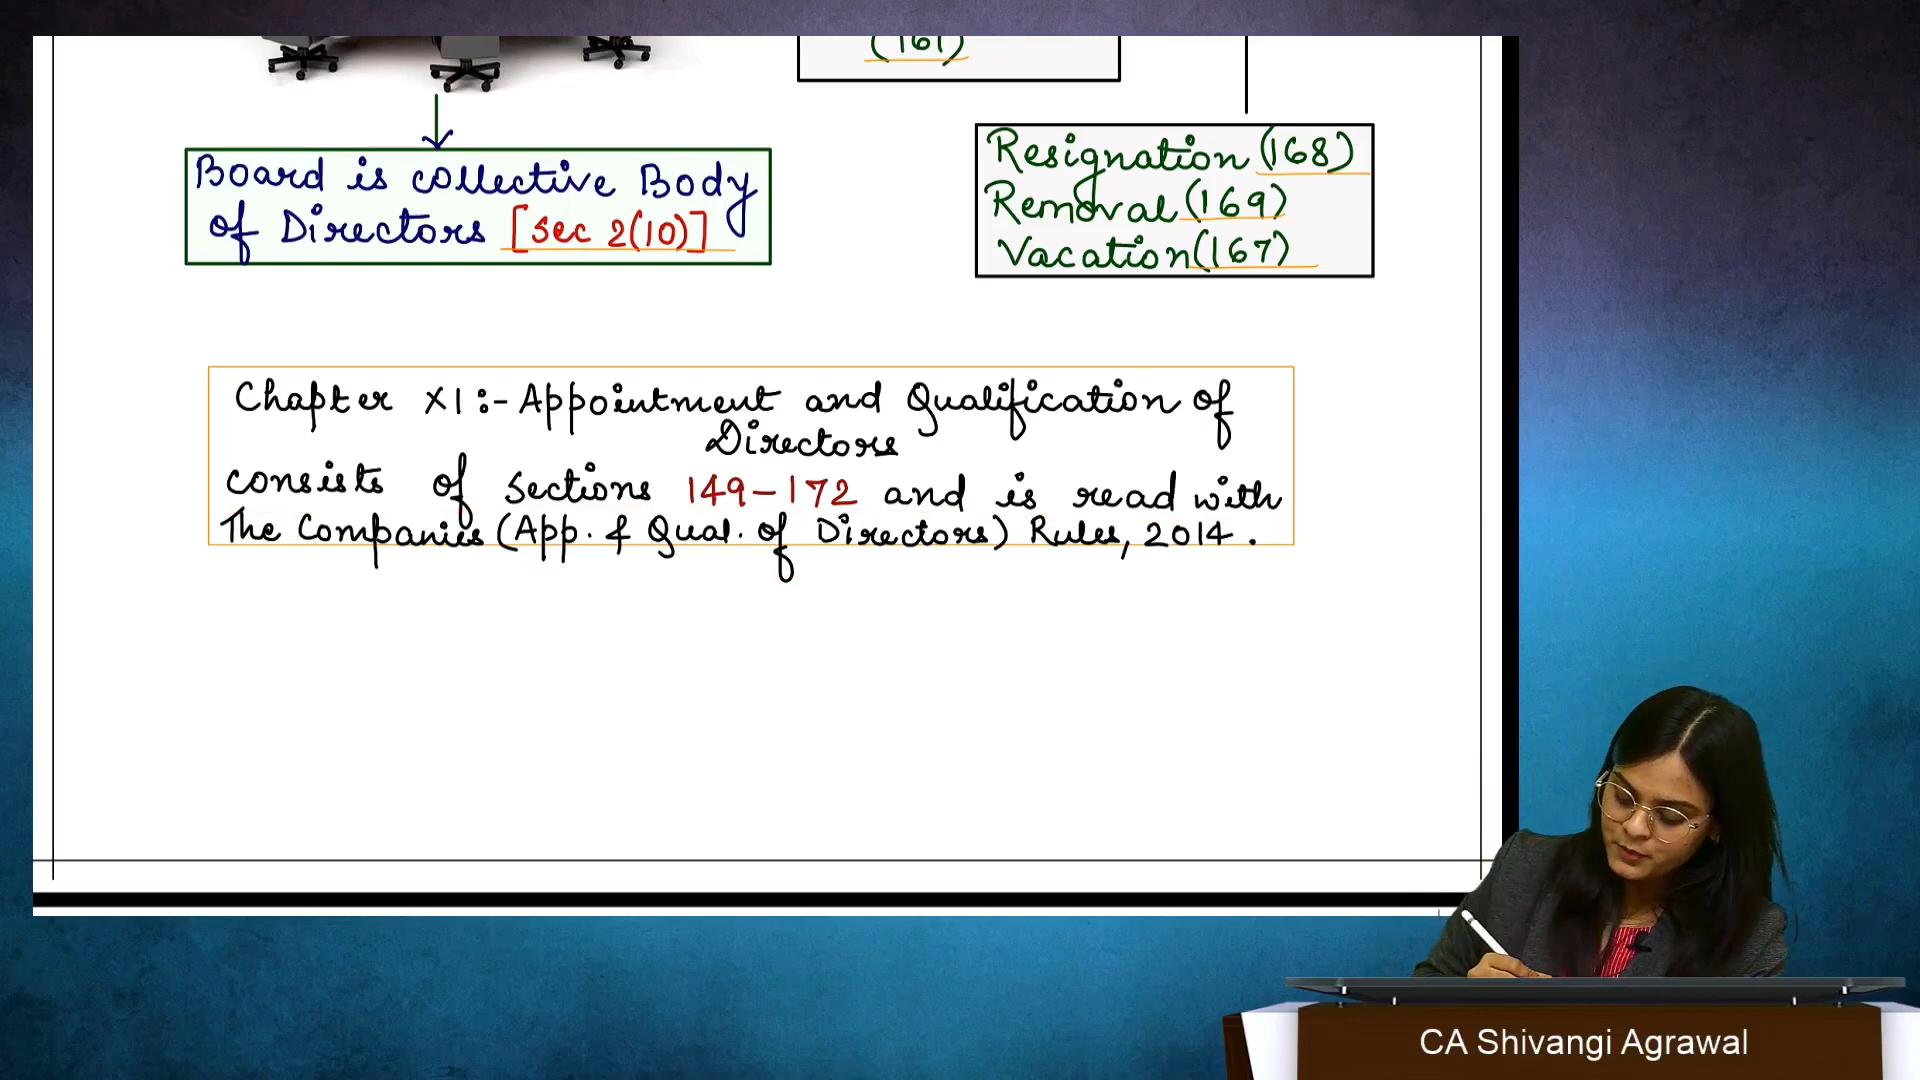 (161)
Board is collective Body
of Directors [sec 2(10)]
Resignation (168)
Removal (169)
Vacation (167)
Chapter XI :- Appointment and Qualification of
Directors
consists of sections 149-172 and is read with
The Companies (App. & Qual. of Directors) Rules, 2014.
CA Shivangi Agrawal